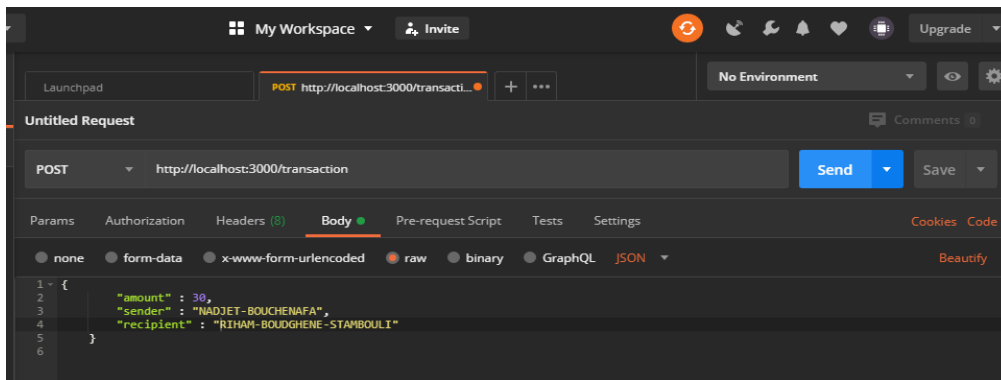 My Workspace Invite Upgrade
Launchpad POST http://localhost:3000/transacti... + ••• No Environment
Untitled Request Comments 0
POST http://localhost:3000/transaction Send Save
Params Authorization Headers (8) Body Pre-request Script Tests Settings Cookies Code
none form-data x-www-form-urlencoded raw binary GraphQL JSON Beautify
1 {
2 "amount" : 30,
3 "sender" : "NADJET-BOUCHENAFA",
4 "recipient" : "RIHAM-BOUDGHENE-STAMBOULI"
5 }
6